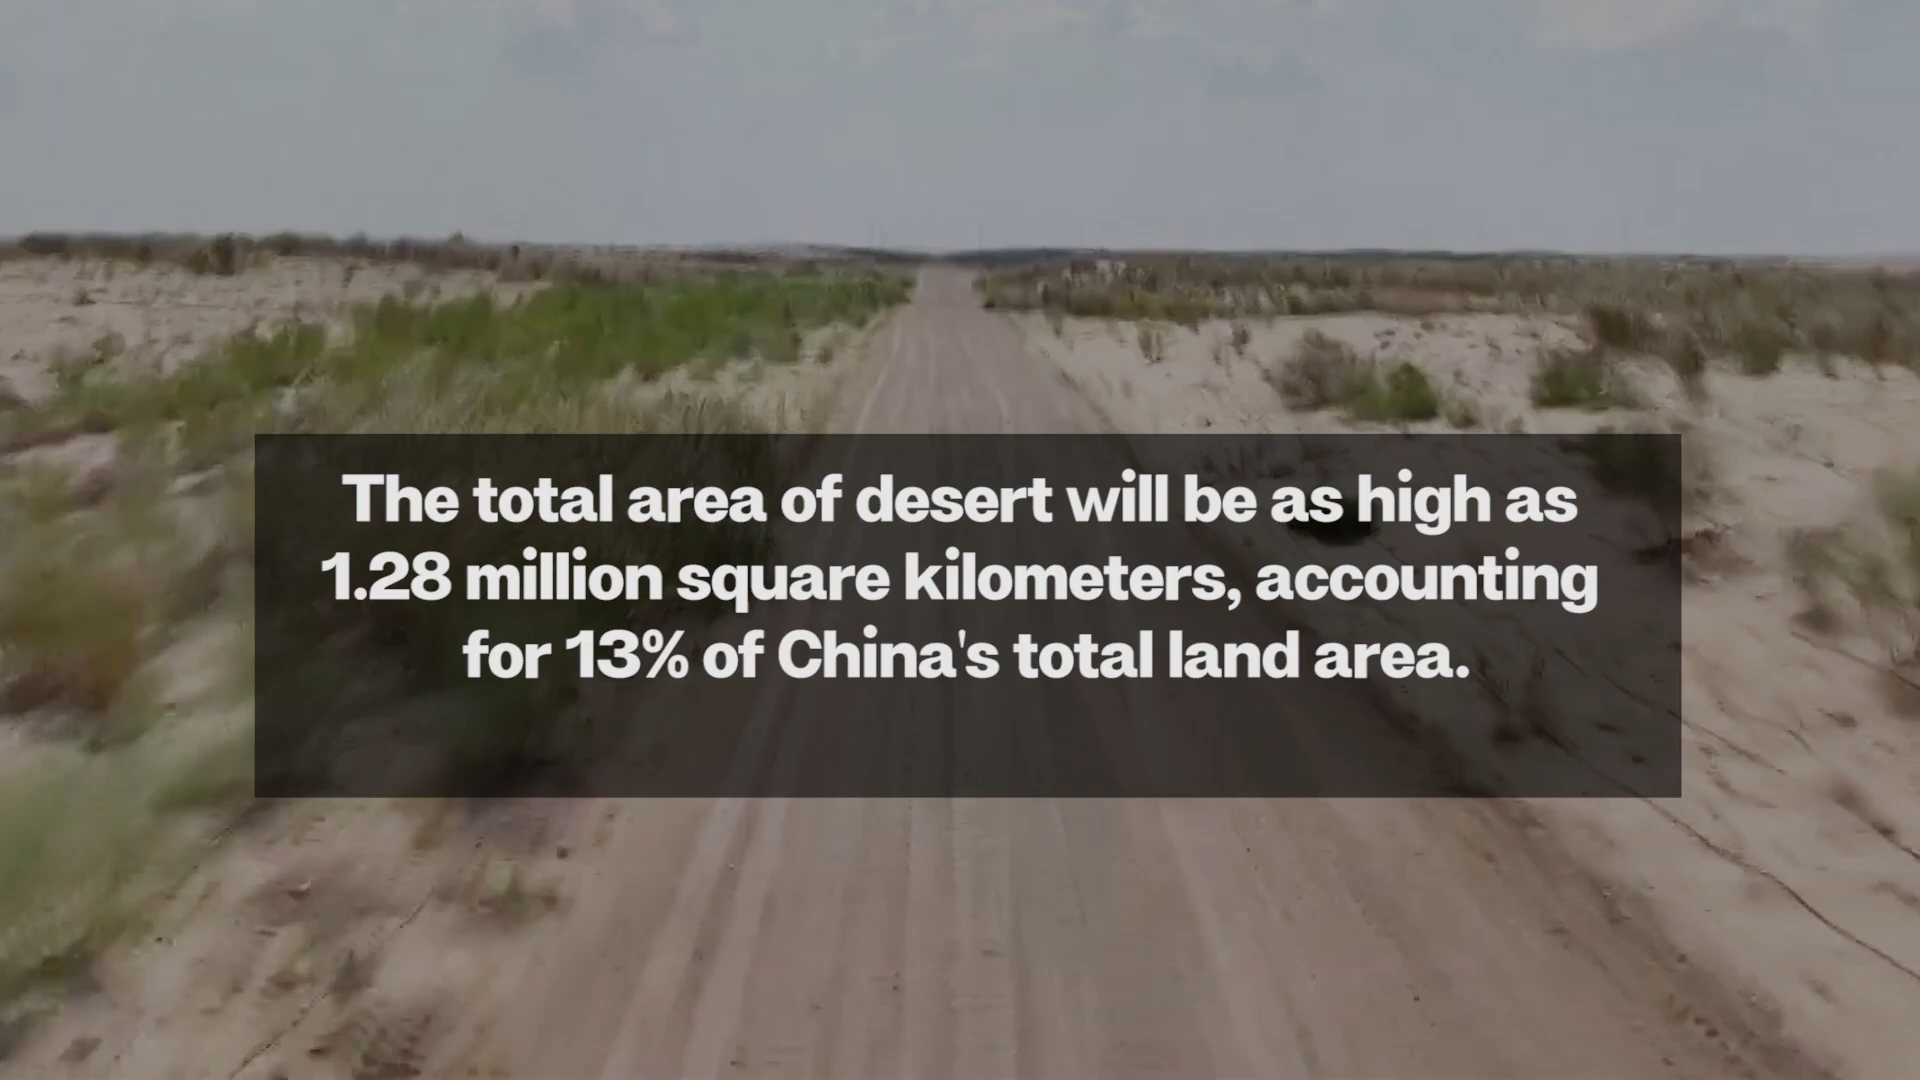 The total area of desert will be as high as
1.28 million square kilometers, accounting
for 13% of China's total land area.